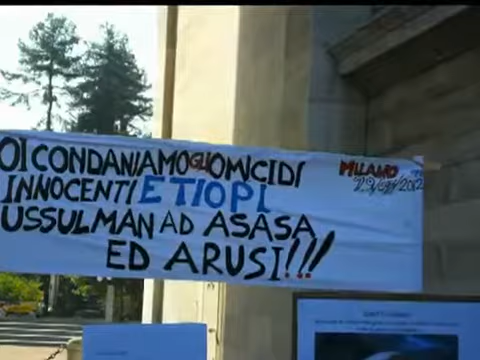 OI CONDANIAMO GLI OMICIDI
INNOCENTI ETIOPI
USSULMAN AD ASASA
ED ARUSI!!!
MILANO